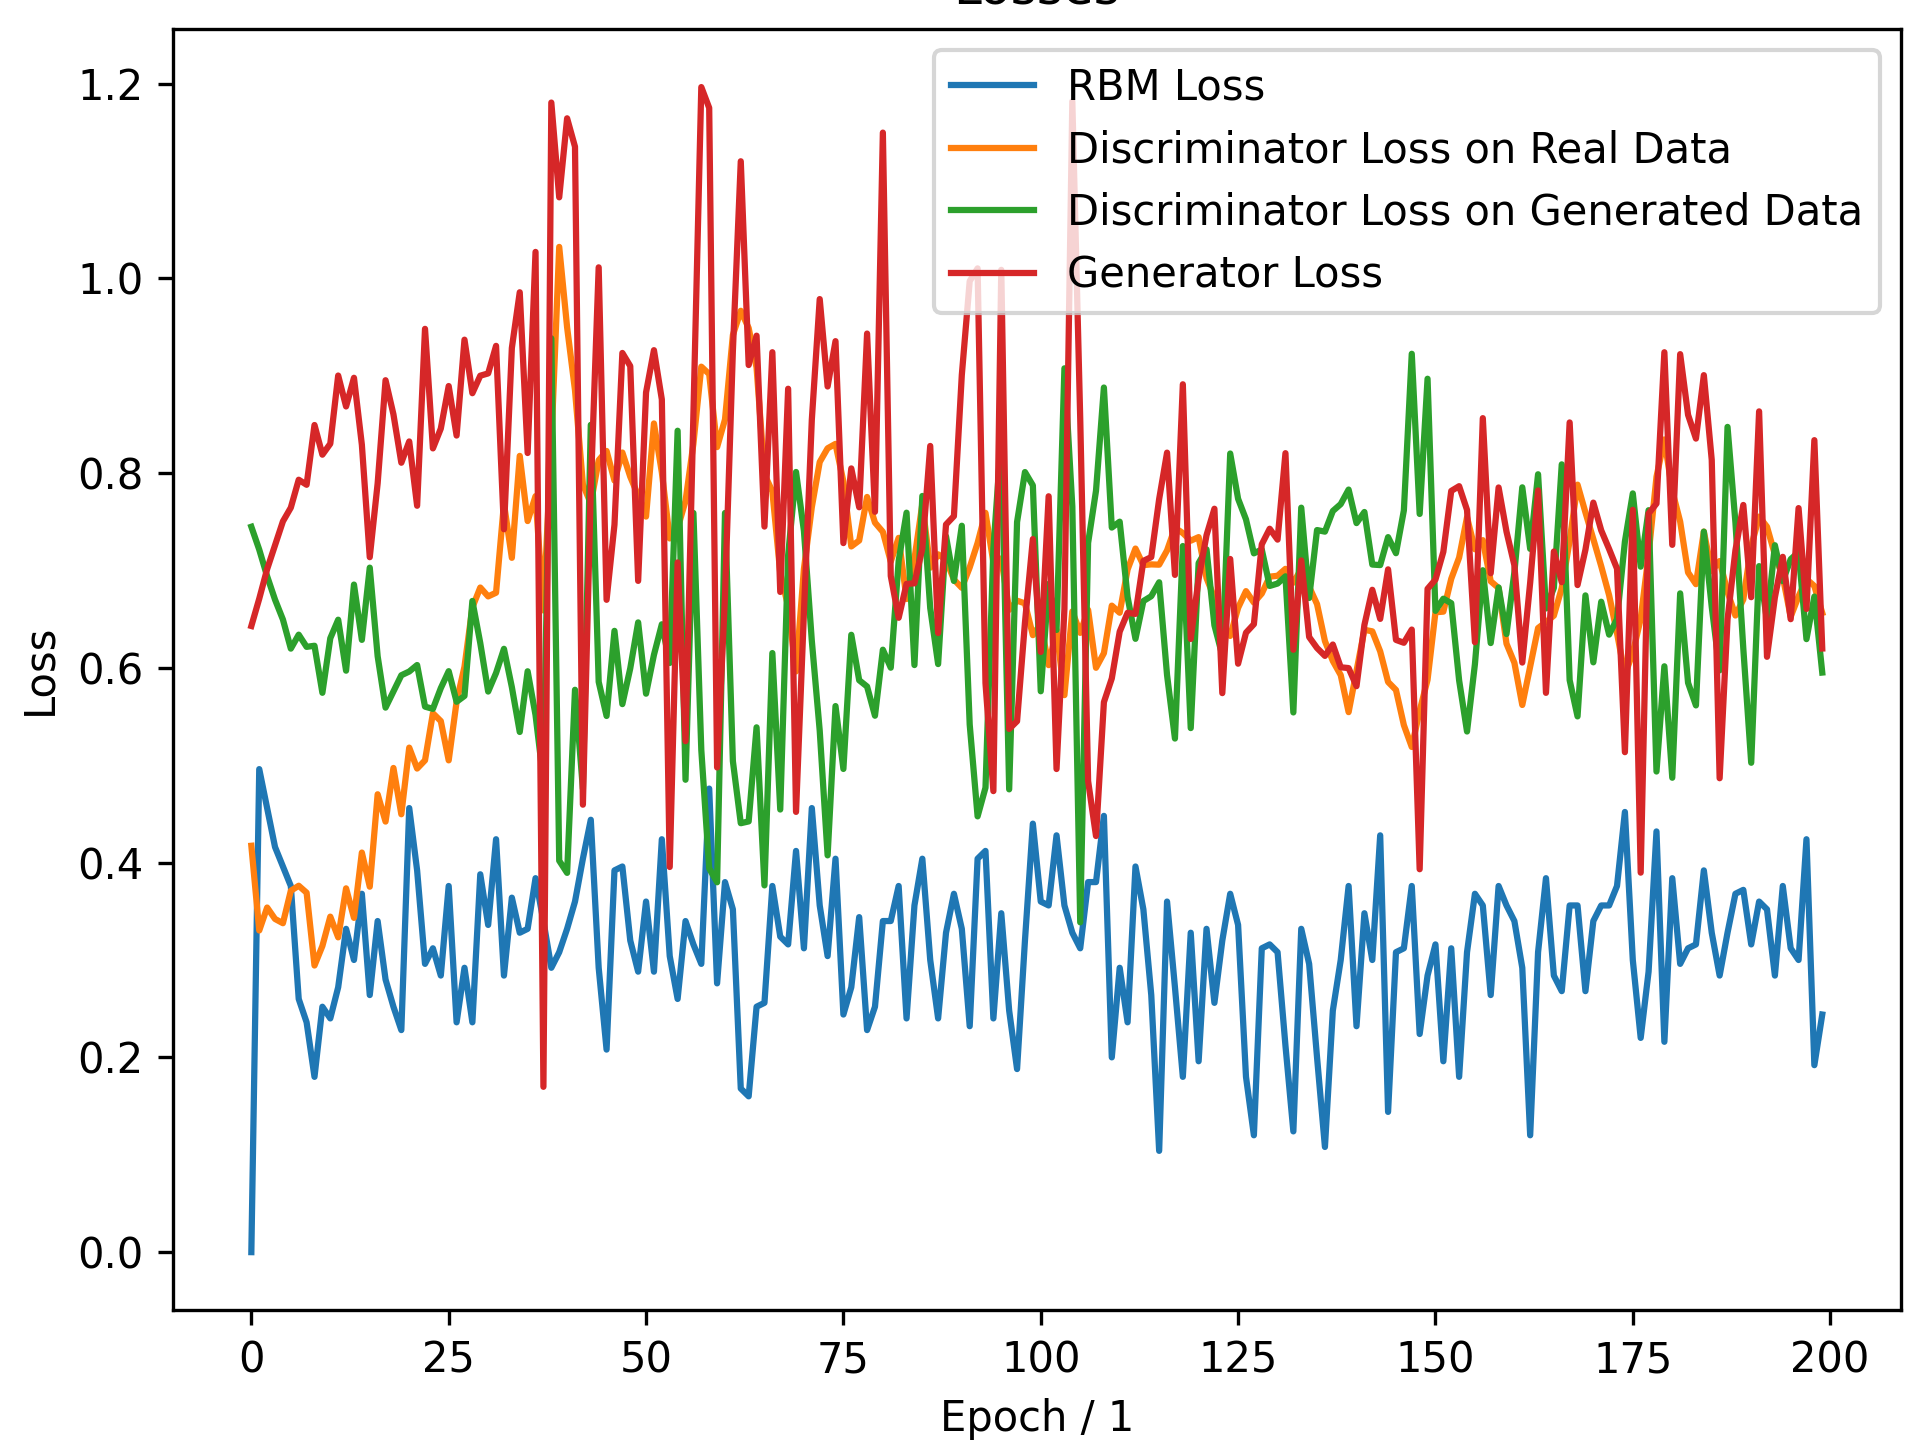 Losses
1.2
1.0
0.8
0.6
0.4
0.2
0.0
Loss
RBM Loss
Discriminator Loss on Real Data
Discriminator Loss on Generated Data
Generator Loss
0 25 50 75 100 125 150 175 200
Epoch / 1